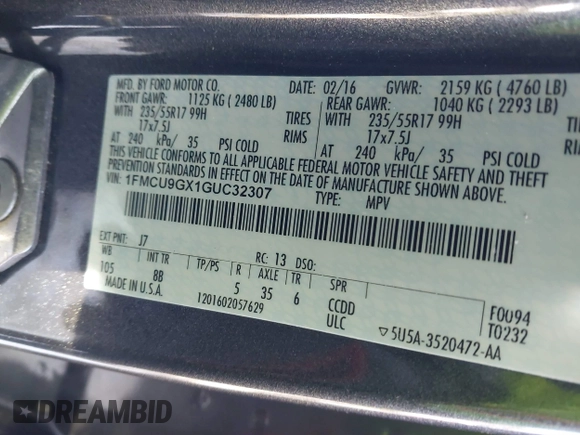 MFD. BY FORD MOTOR CO. DATE: 02/16 GVWR: 2159 KG ( 4760 LB)
FRONT GAWR: 1125 KG ( 2480 LB) REAR GAWR: 1040 KG ( 2293 LB)
WITH 235/55R17 99H TIRES WITH 235/55R17 99H TIRES
17x7.5J RIMS 17x7.5J RIMS
AT 240 kPa/ 35 PSI COLD AT 240 kPa/ 35 PSI COLD
THIS VEHICLE CONFORMS TO ALL APPLICABLE FEDERAL MOTOR VEHICLE SAFETY AND THEFT
PREVENTION STANDARDS IN EFFECT ON THE DATE OF MANUFACTURE SHOWN ABOVE.
VIN: 1FMCU9GX1GUC32307 TYPE: MPV
EXT PNT: J7 RC: 13 DSO:
WB INT TR TP/PS R AXLE TR SPR
105 8B 5 35 6 CCDD F0094
MADE IN U.S.A. 1201602057629 ULC T0232
5U5A-3520472-AA
DREAMBID